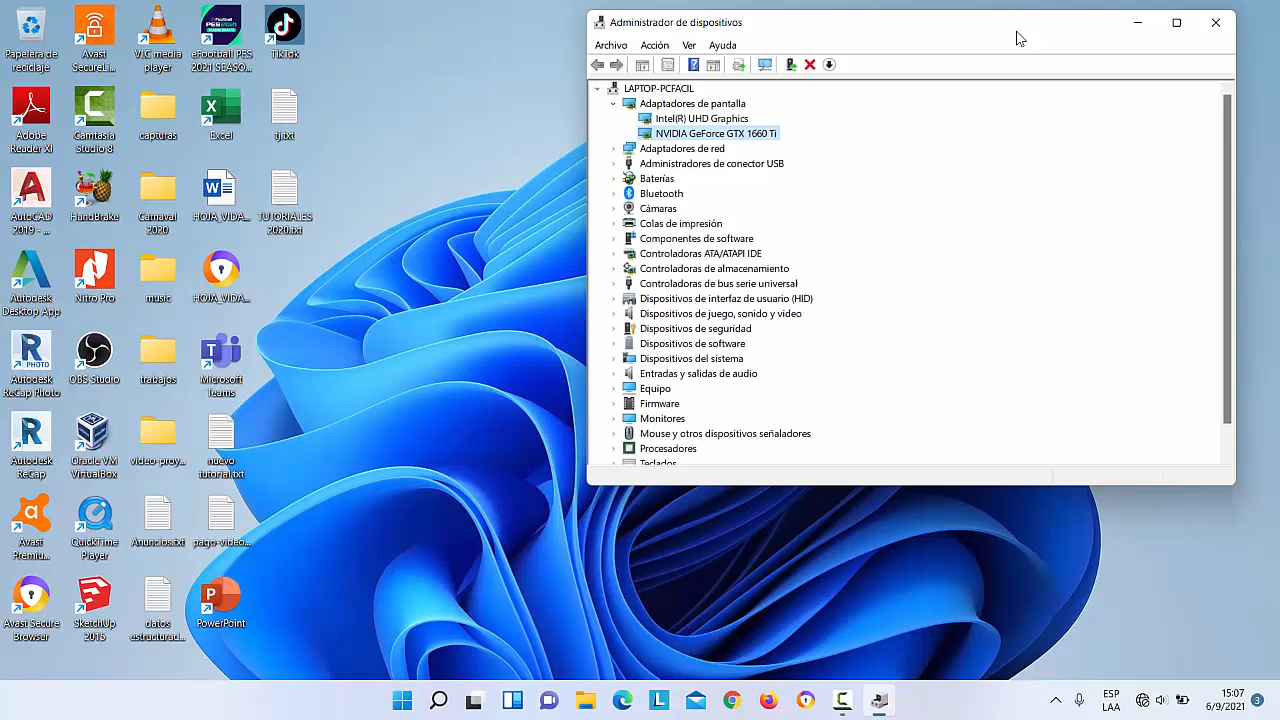 Papelera de
reciclaje
Avast
SecureLi...
VLC media
player
eFootball PES
2021 SEASO...
TikTok
Adobe
Reader XI
Camtasia
Studio 8
capturas
Excel
tj.txt
AutoCAD
2019 - ...
HandBrake
Carnaval
2020
HOJA_VIDA...
TUTORIALES
2020.txt
Autodesk
Desktop App
Nitro Pro
music
HOJA_VIDA...
Autodesk
Recap Photo
OBS Studio
trabajos
Microsoft
Teams
Autodesk
ReCap
Oracle VM
VirtualBox
video-proy...
nuevo
tutorial.txt
Avast
Premiu...
QuickTime
Player
Anuncios.txt
pago-video...
Avast Secure
Browser
SketchUp
2015
datos
estructurad...
PowerPoint
Administrador de dispositivos
Archivo Acción Ver Ayuda
LAPTOP-PCFACIL
Adaptadores de pantalla
Intel(R) UHD Graphics
NVIDIA GeForce GTX 1660 Ti
Adaptadores de red
Administradores de conector USB
Baterías
Bluetooth
Cámaras
Colas de impresión
Componentes de software
Controladoras ATA/ATAPI IDE
Controladoras de almacenamiento
Controladoras de bus serie universal
Dispositivos de interfaz de usuario (HID)
Dispositivos de juego, sonido y video
Dispositivos de seguridad
Dispositivos de software
Dispositivos del sistema
Entradas y salidas de audio
Equipo
Firmware
Monitores
Mouse y otros dispositivos señaladores
Procesadores
Teclados
ESP
LAA
15:07
6/9/2021
3